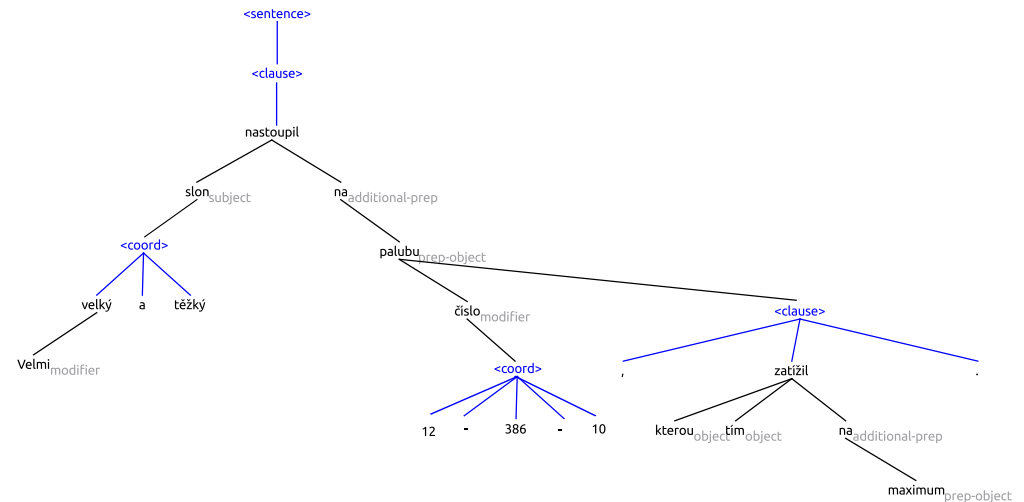 <sentence>
<clause>
nastoupil
slon subject na additional-prep
<coord> palubu prep-object
velký a těžký číslo modifier <clause>
Velmi modifier <coord> , zatížil .
12 - 386 - 10 kterou object tím object na additional-prep
maximum prep-object